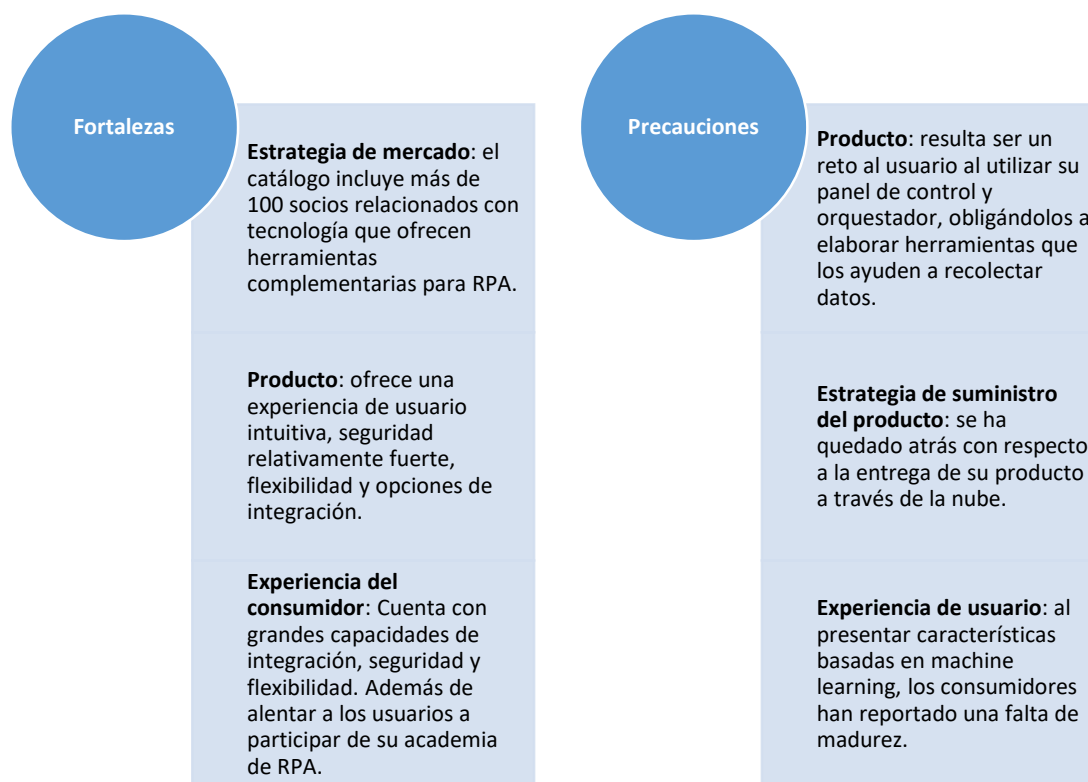 Fortalezas
Estrategia de mercado: el
catálogo incluye más de
100 socios relacionados con
tecnología que ofrecen
herramientas
complementarias para RPA.
Producto: ofrece una
experiencia de usuario
intuitiva, seguridad
relativamente fuerte,
flexibilidad y opciones de
integración.
Experiencia del
consumidor: Cuenta con
grandes capacidades de
integración, seguridad y
flexibilidad. Además de
alentar a los usuarios a
participar de su academia
de RPA.
Precauciones
Producto: resulta ser un
reto al usuario al utilizar su
panel de control y
orquestador, obligándolos a
elaborar herramientas que
los ayuden a recolectar
datos.
Estrategia de suministro
del producto: se ha
quedado atrás con respecto
a la entrega de su producto
a través de la nube.
Experiencia de usuario: al
presentar características
basadas en machine
learning, los consumidores
han reportado una falta de
madurez.